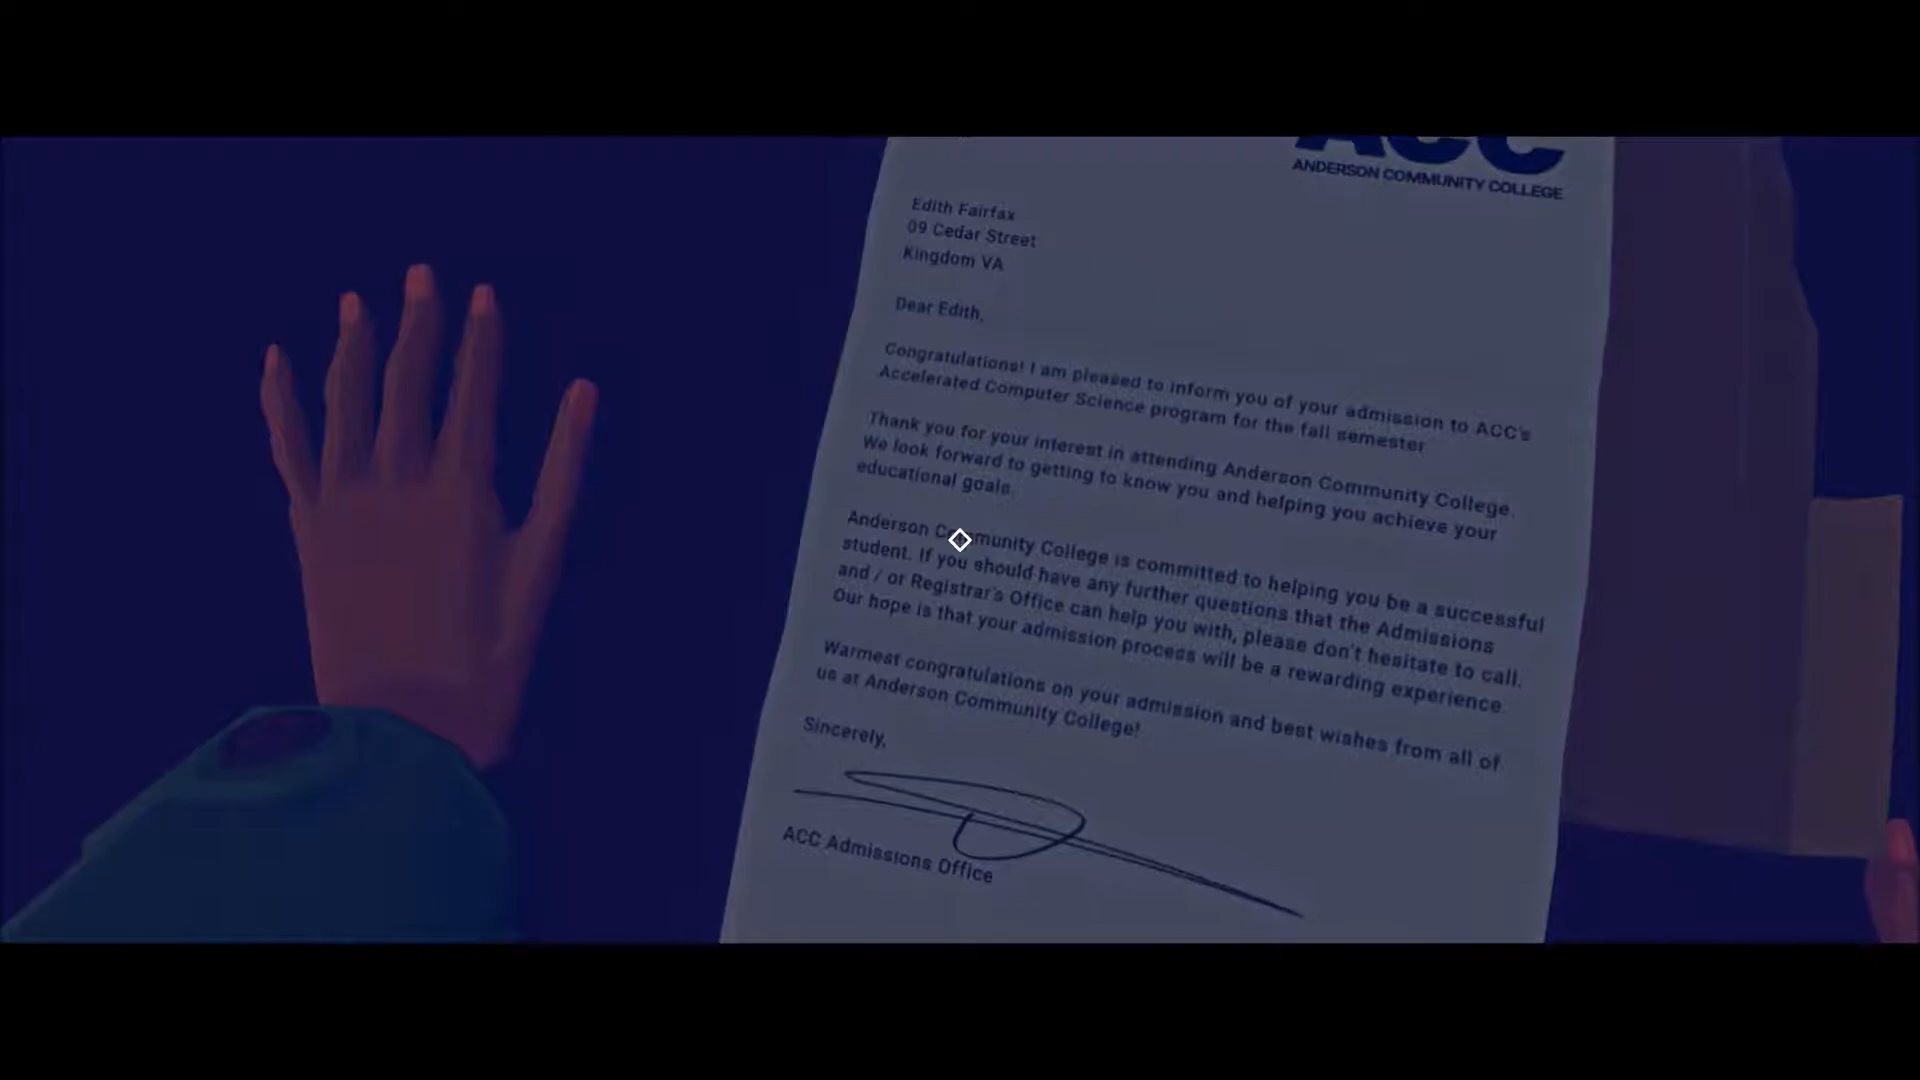 ACC
ANDERSON COMMUNITY COLLEGE
Edith Fairfax
09 Cedar Street
Kingdom VA
Dear Edith,
Congratulations! I am pleased to inform you of your admission to ACC's
Accelerated Computer Science program for the fall semester
Thank you for your interest in attending Anderson Community College.
We look forward to getting to know you and helping you achieve your
educational goals.
Anderson Community College is committed to helping you be a successful
student. If you should have any further questions that the Admissions
and / or Registrar's Office can help you with, please don't hesitate to call.
Our hope is that your admission process will be a rewarding experience.
Warmest congratulations on your admission and best wishes from all of
us at Anderson Community College!
Sincerely,
ACC Admissions Office